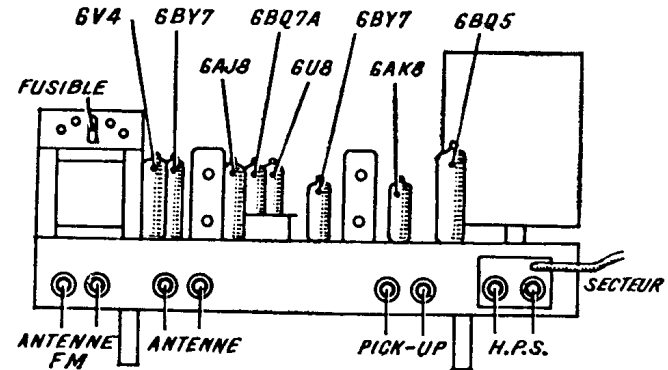 6V4 6BY7 6BQ7A 6BY7 6BQ5
6AJ8 6U8 6AK8
FUSIBLE
SECTEUR
ANTENNE FM
ANTENNE
PICK-UP
H.P.S.